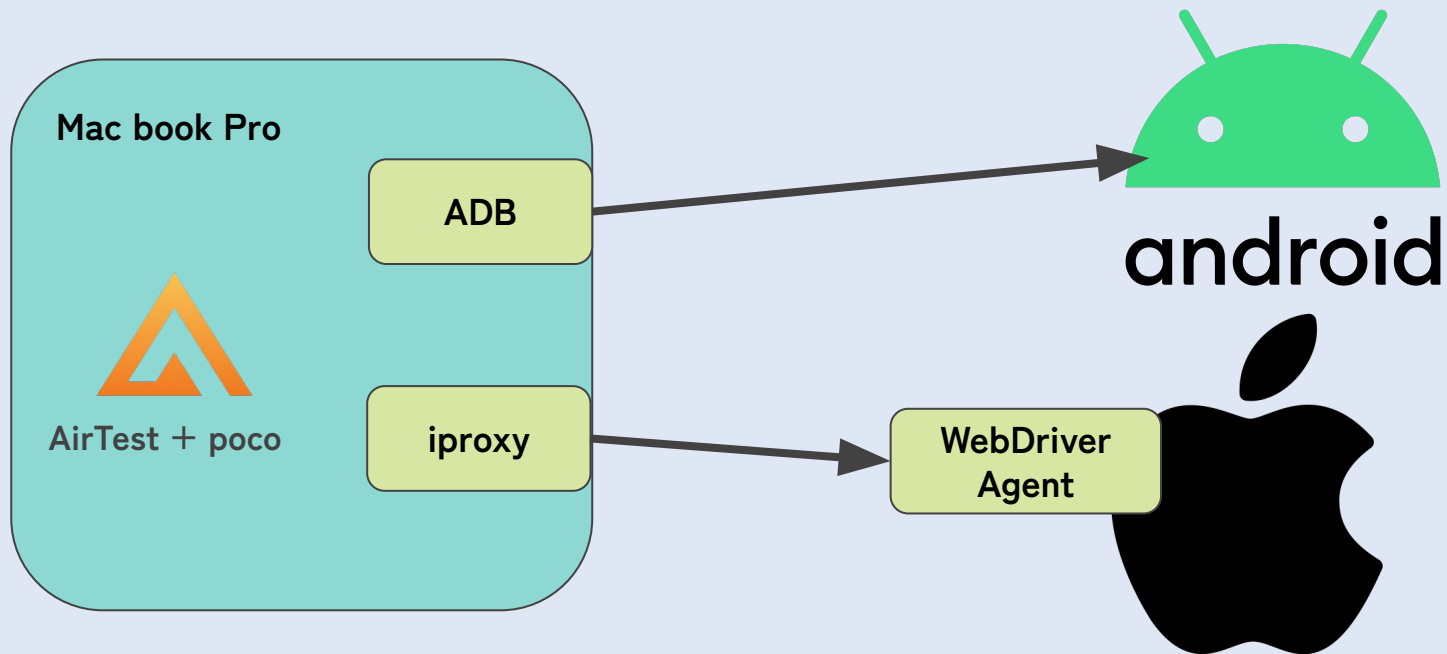 Mac book Pro
ADB
android
AirTest + poco
iproxy
WebDriver
Agent